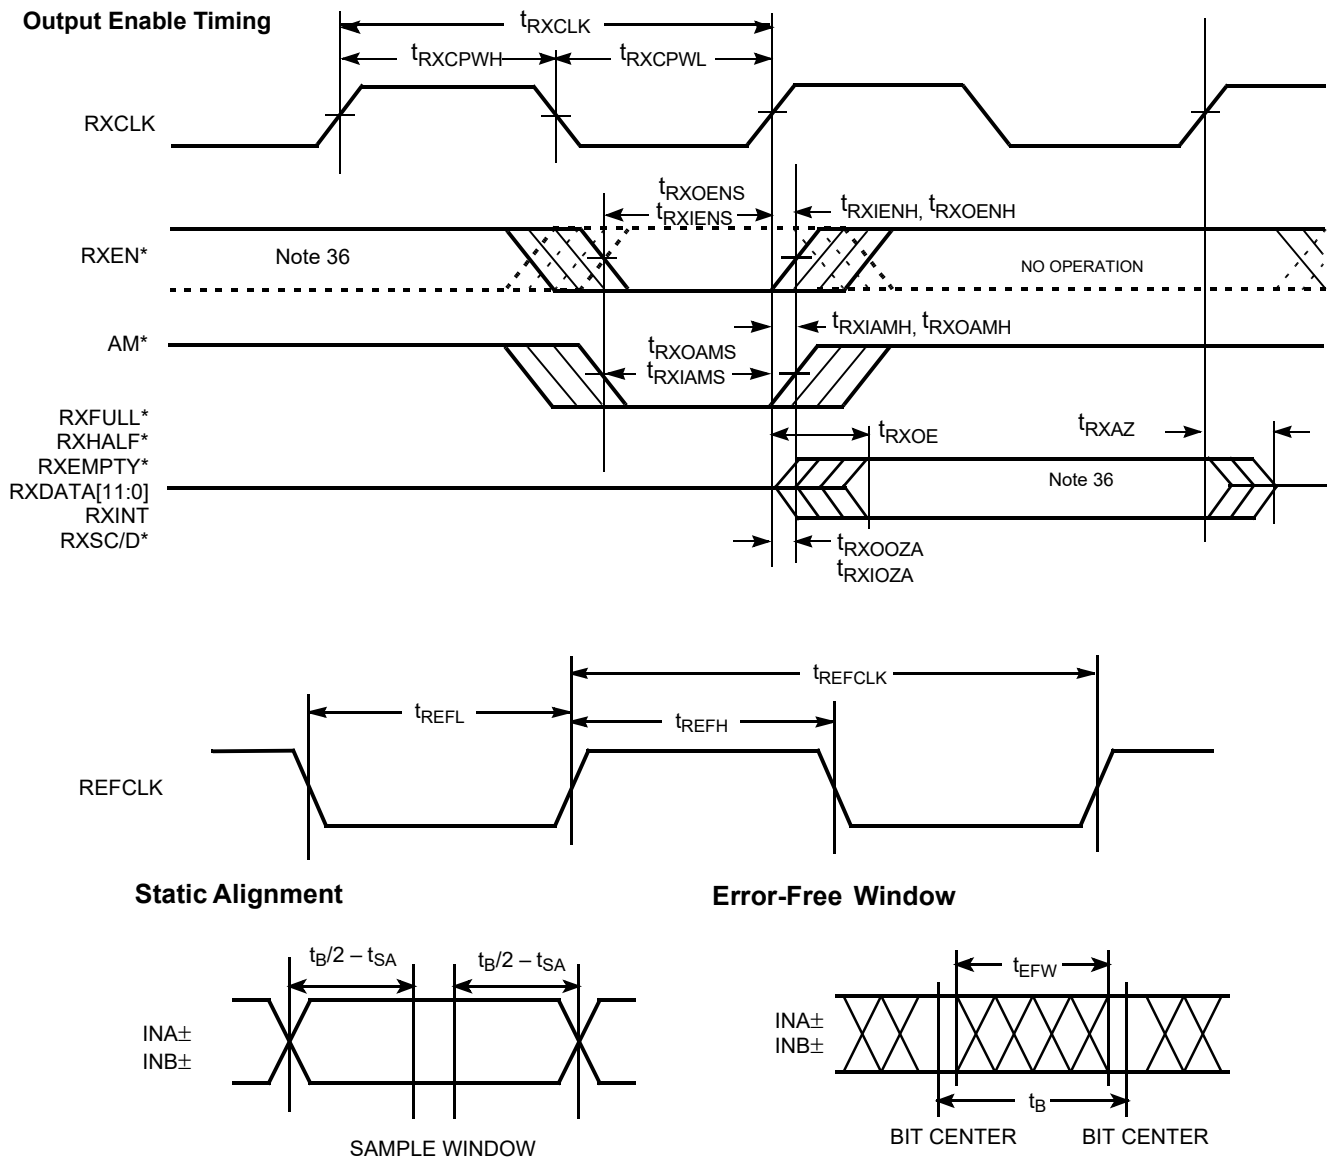 Output Enable Timing
tRXCLK
tRXCPWH
tRXCPWL
RXCLK
tRXOENS
tRXIENS
tRXIENH, tRXOENH
RXEN*
Note 36
NO OPERATION
tRXIAMH, tRXOAMH
AM*
tRXOAMS
tRXIAMS
RXFULL*
RXHALF*
RXEMPTY*
RXDATA[11:0]
RXINT
RXSC/D*
tRXOE
tRXAZ
Note 36
tRXOOZA
tRXIOZA
tREFCLK
tREFL
tREFH
REFCLK
Static Alignment
Error-Free Window
tB/2 – tSA
tB/2 – tSA
tEFW
INA±
INB±
INA±
INB±
tB
SAMPLE WINDOW
BIT CENTER
BIT CENTER